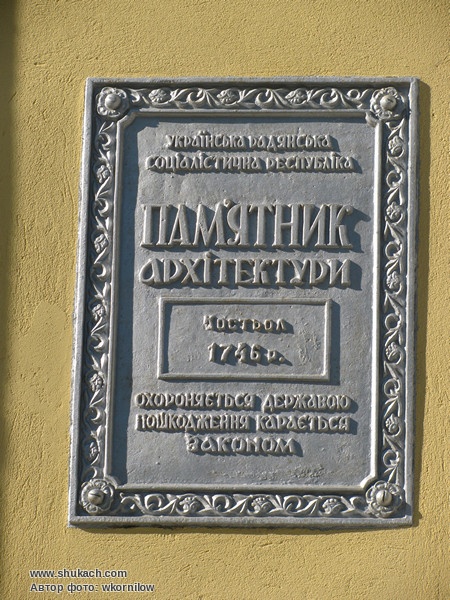 УКРАЇНСЬКА РАДЯНСЬКА
СОЦІАЛІСТИЧНА РЕСПУБЛІКА
ПАМ'ЯТНИК
АРХІТЕКТУРИ
КОСТЬОЛ
1746 р.
ОХОРОНЯЄТЬСЯ ДЕРЖАВОЮ
ПОШКОДЖЕННЯ КАРАЄТЬСЯ
ЗАКОНОМ
www.shukach.com
Автор фото: wkornilow